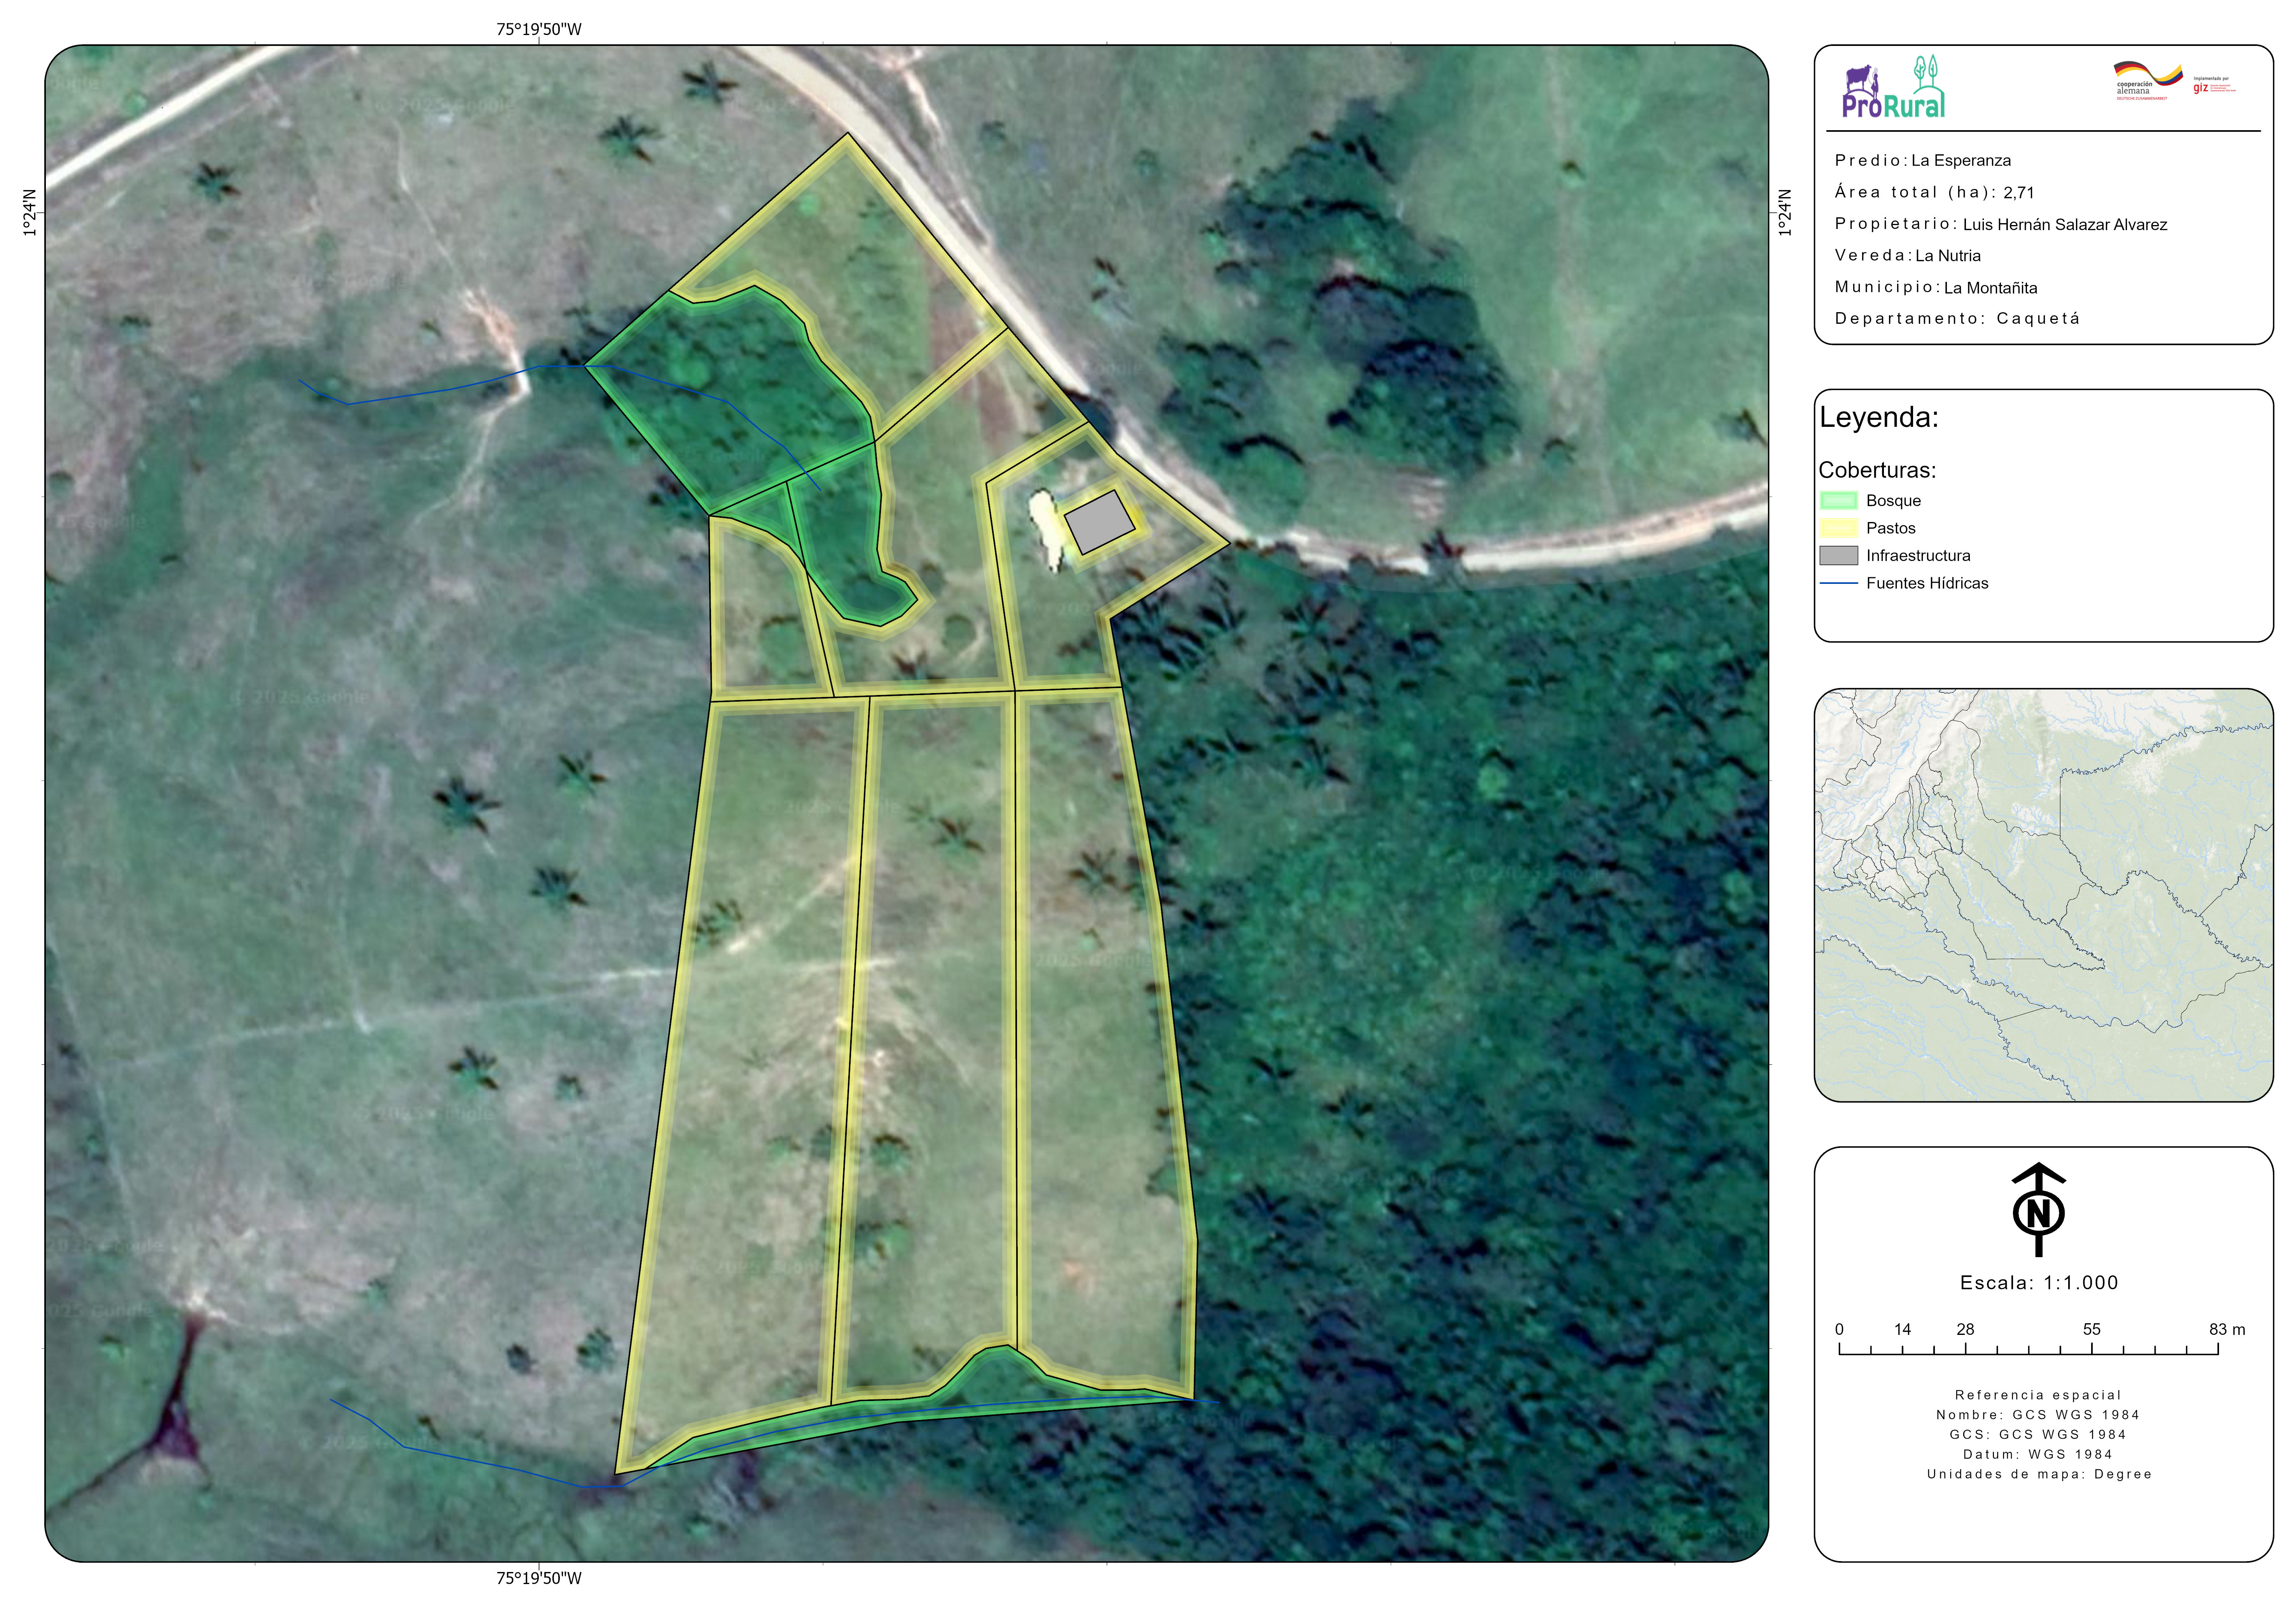 75°19'50"W
1°24'N
1°24'N
75°19'50"W
ProRural
cooperación
alemana
DEUTSCHE ZUSAMMENARBEIT
Implementada por
giz
Predio: La Esperanza
Área total (ha): 2,71
Propietario: Luis Hernán Salazar Alvarez
Vereda: La Nutria
Municipio: La Montañita
Departamento: Caquetá
Leyenda:
Coberturas:
Bosque
Pastos
Infraestructura
Fuentes Hídricas
N
Escala: 1:1.000
0 14 28 55 83 m
Referencia espacial
Nombre: GCS WGS 1984
GCS: GCS WGS 1984
Datum: WGS 1984
Unidades de mapa: Degree